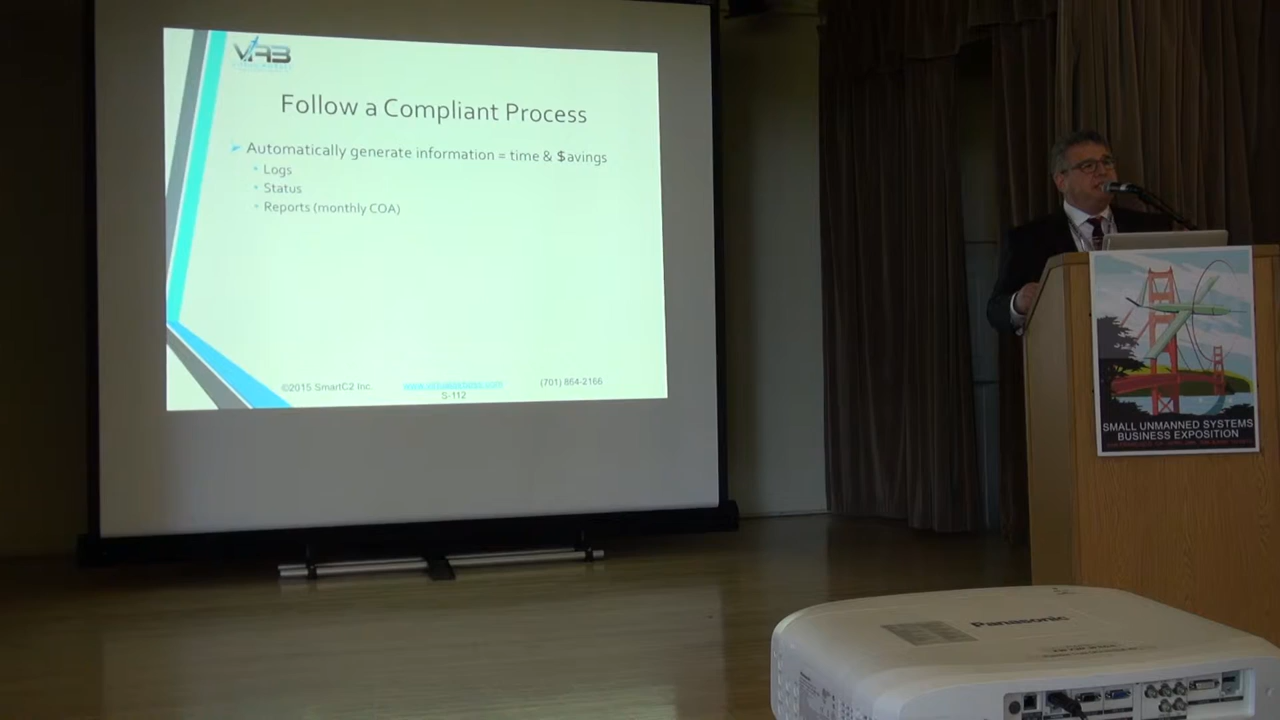 VAB
Follow a Compliant Process
Automatically generate information = time & $avings
Logs
Status
Reports (monthly COA)
©2015 SmartC2 Inc.
(701) 864-2166
S-112
SMALL UNMANNED SYSTEMS
BUSINESS EXPOSITION
Panasonic